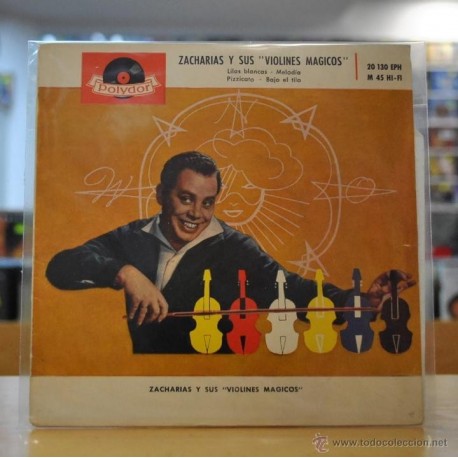 polydor
ZACHARIAS Y SUS "VIOLINES MAGICOS"
Lilas blancas - Melodia
Pizzicato - Bajo el tilo
20 130 EPH
M 45 HI-FI
ZACHARIAS Y SUS "VIOLINES MAGICOS"
© www.todocoleccion.net